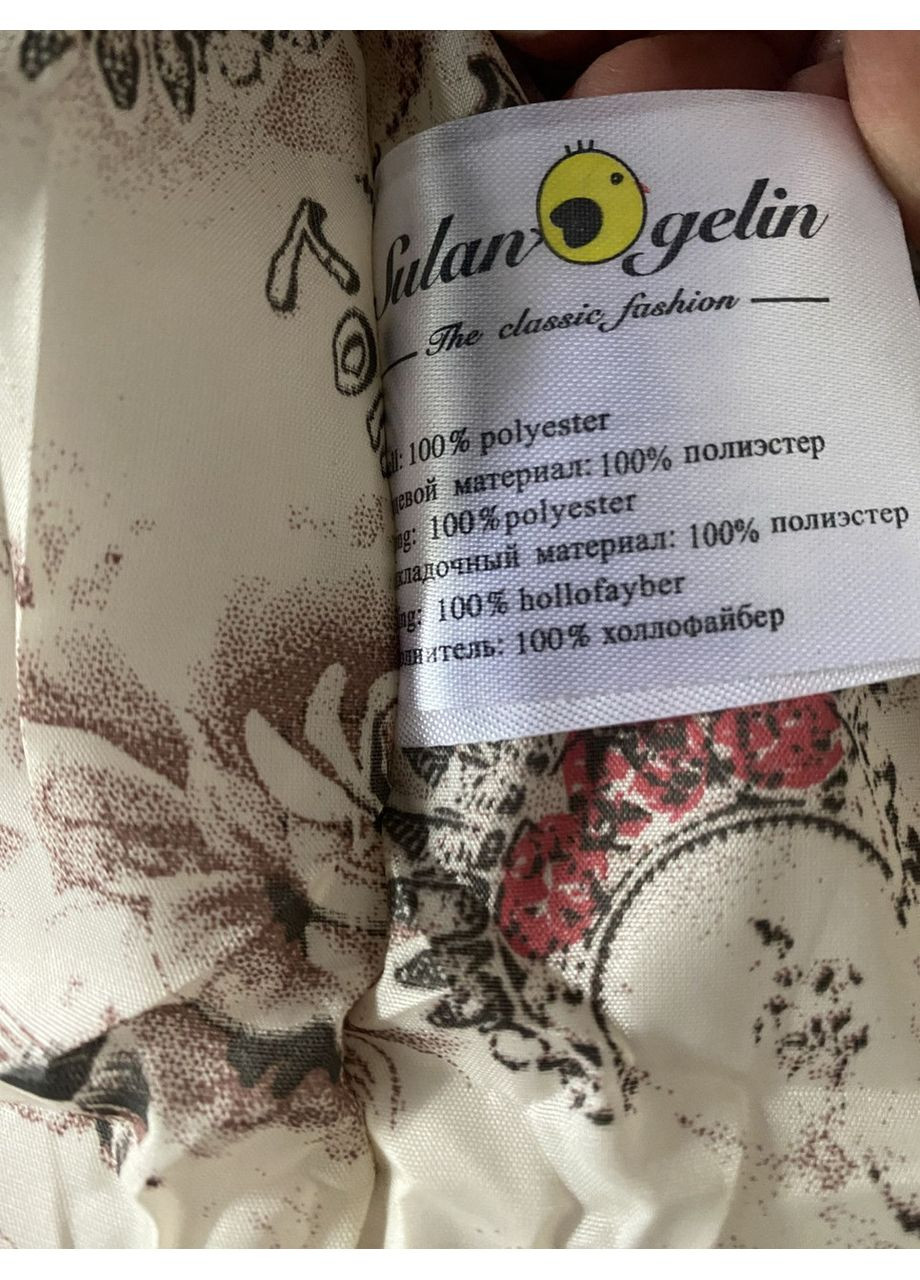 Sulan gelin
The classic fashion
100% polyester
материал: 100% полиэстер
100% polyester
материал: 100% полиэстер
100% hollofayber
100% холлофайбер